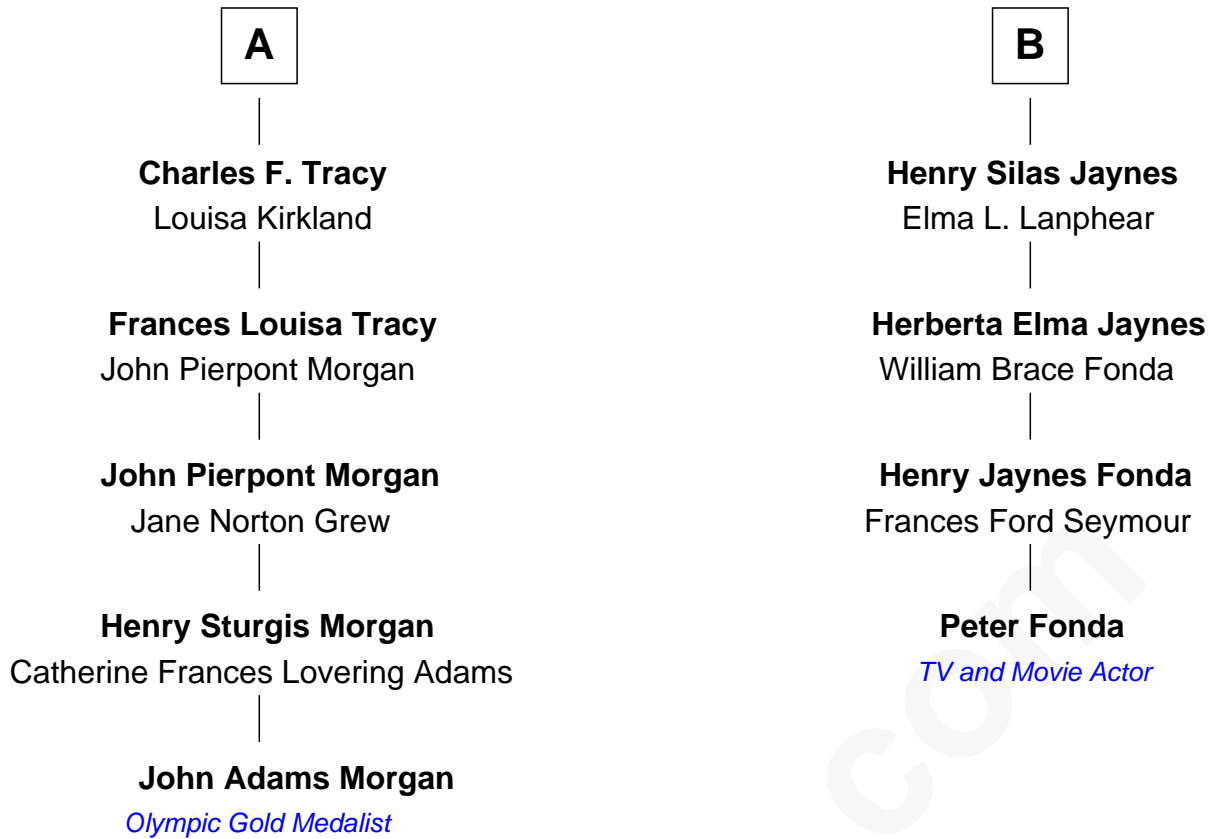 A
Charles F. Tracy
Louisa Kirkland
Frances Louisa Tracy
John Pierpont Morgan
John Pierpont Morgan
Jane Norton Grew
Henry Sturgis Morgan
Catherine Frances Lovering Adams
John Adams Morgan
Olympic Gold Medalist
B
Henry Silas Jaynes
Elma L. Lanphear
Herberta Elma Jaynes
William Brace Fonda
Henry Jaynes Fonda
Frances Ford Seymour
Peter Fonda
TV and Movie Actor
com